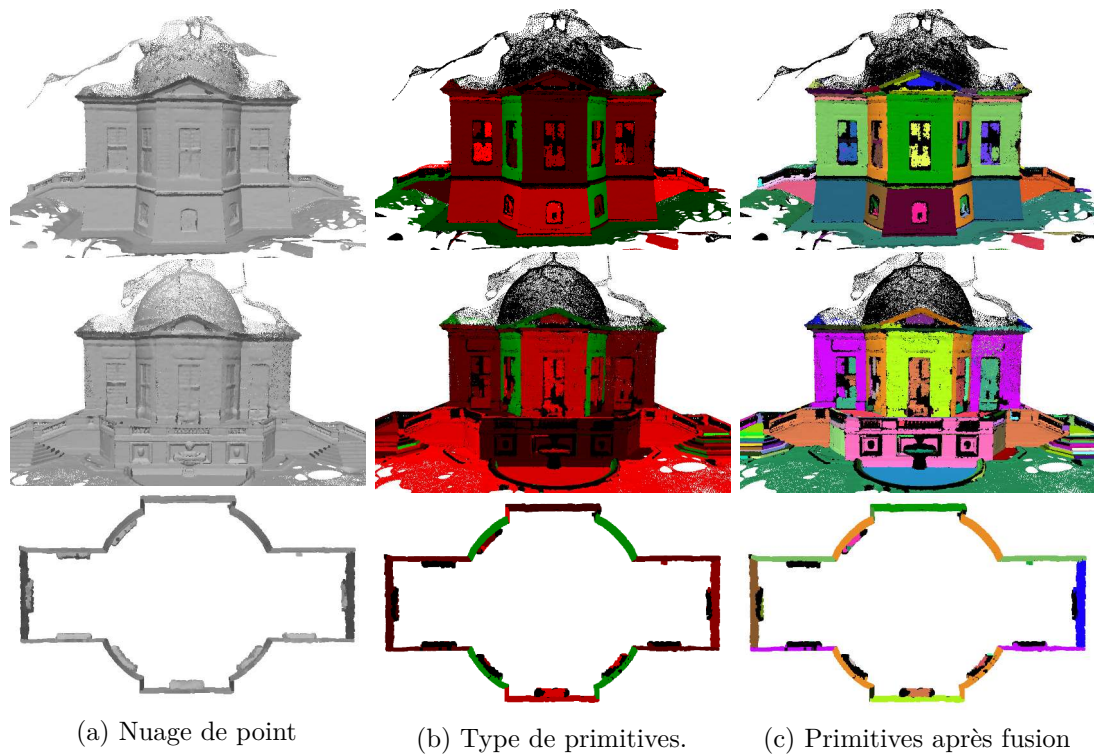 (a) Nuage de point
(b) Type de primitives.
(c) Primitives après fusion